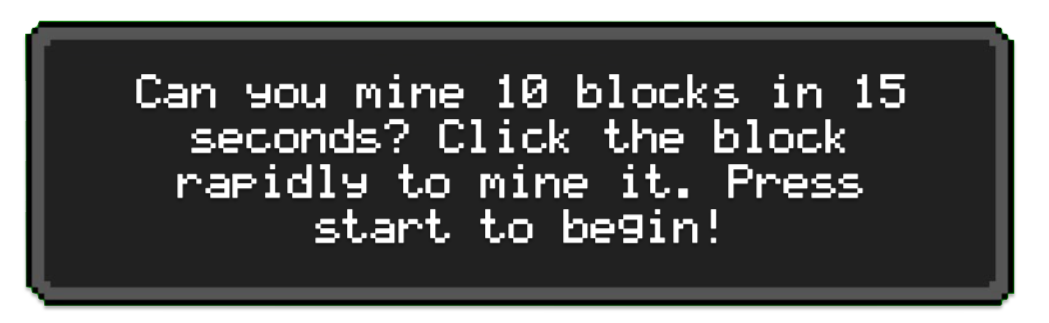 Can you mine 10 blocks in 15
seconds? Click the block
rapidly to mine it. Press
start to begin!